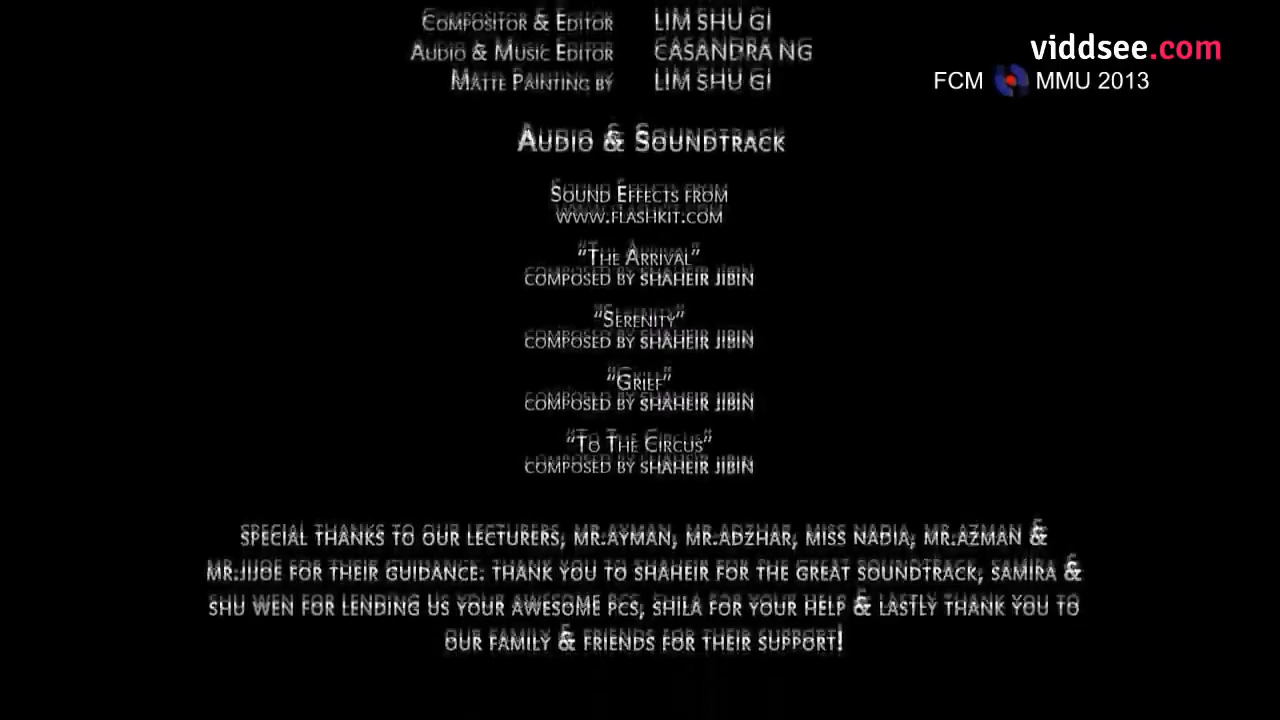 COMPOSITOR & EDITOR LIM SHU GI
AUDIO & MUSIC EDITOR CASANDRA NG
MATTE PAINTING BY LIM SHU GI
viddsee.com
FCM MMU 2013
AUDIO & SOUNDTRACK
SOUND EFFECTS FROM
WWW.FLASHKIT.COM
“THE ARRIVAL”
COMPOSED BY SHAHEIR JIBIN
“SERENITY”
COMPOSED BY SHAHEIR JIBIN
“GRIEF”
COMPOSED BY SHAHEIR JIBIN
“TO THE CIRCUS”
COMPOSED BY SHAHEIR JIBIN
SPECIAL THANKS TO OUR LECTURERS, MR.AYMAN, MR.ADZHAR, MISS NADIA, MR.AZMAN &
MR.JIJOE FOR THEIR GUIDANCE. THANK YOU TO SHAHEIR FOR THE GREAT SOUNDTRACK, SAMIRA &
SHU WEN FOR LENDING US YOUR AWESOME PCS, SHILA FOR YOUR HELP & LASTLY THANK YOU TO
OUR FAMILY & FRIENDS FOR THEIR SUPPORT!